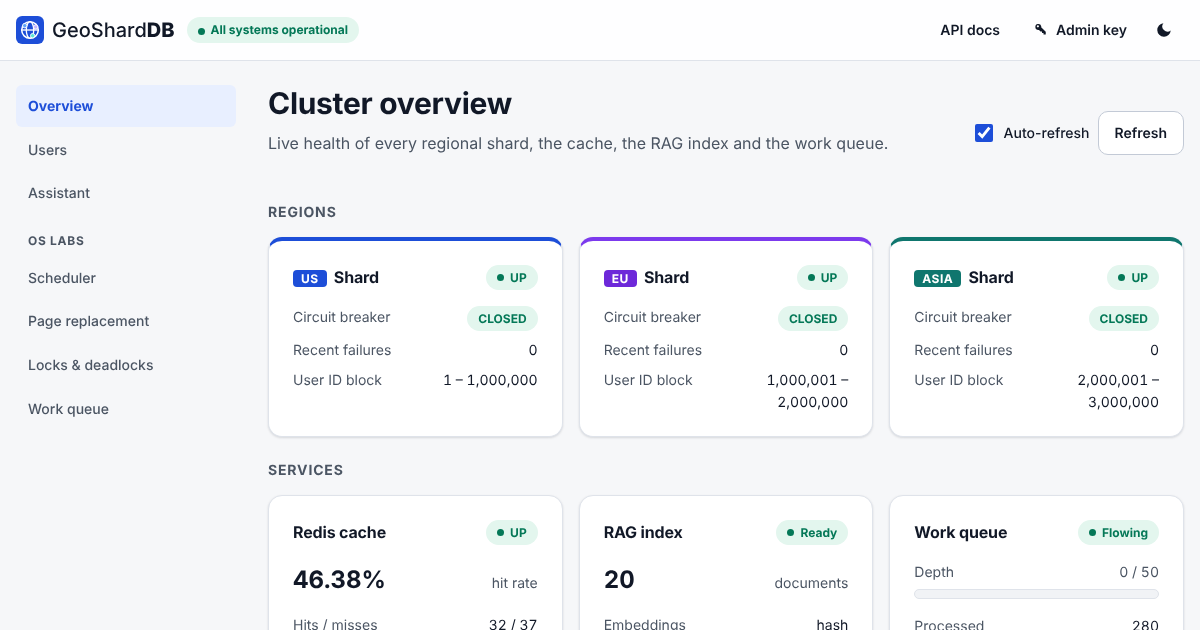 GeoShardDB
All systems operational
API docs
Admin key
Overview
Users
Assistant
OS LABS
Scheduler
Page replacement
Locks & deadlocks
Work queue
Cluster overview
Live health of every regional shard, the cache, the RAG index and the work queue.
Auto-refresh
Refresh
REGIONS
US Shard
UP
Circuit breaker
CLOSED
Recent failures
0
User ID block
1 – 1,000,000
EU Shard
UP
Circuit breaker
CLOSED
Recent failures
0
User ID block
1,000,001 –
2,000,000
ASIA Shard
UP
Circuit breaker
CLOSED
Recent failures
0
User ID block
2,000,001 –
3,000,000
SERVICES
Redis cache
UP
46.38%
hit rate
Hits / misses
32 / 37
RAG index
Ready
20
documents
Embeddings
hash
Work queue
Flowing
Depth
0 / 50
Processed
280